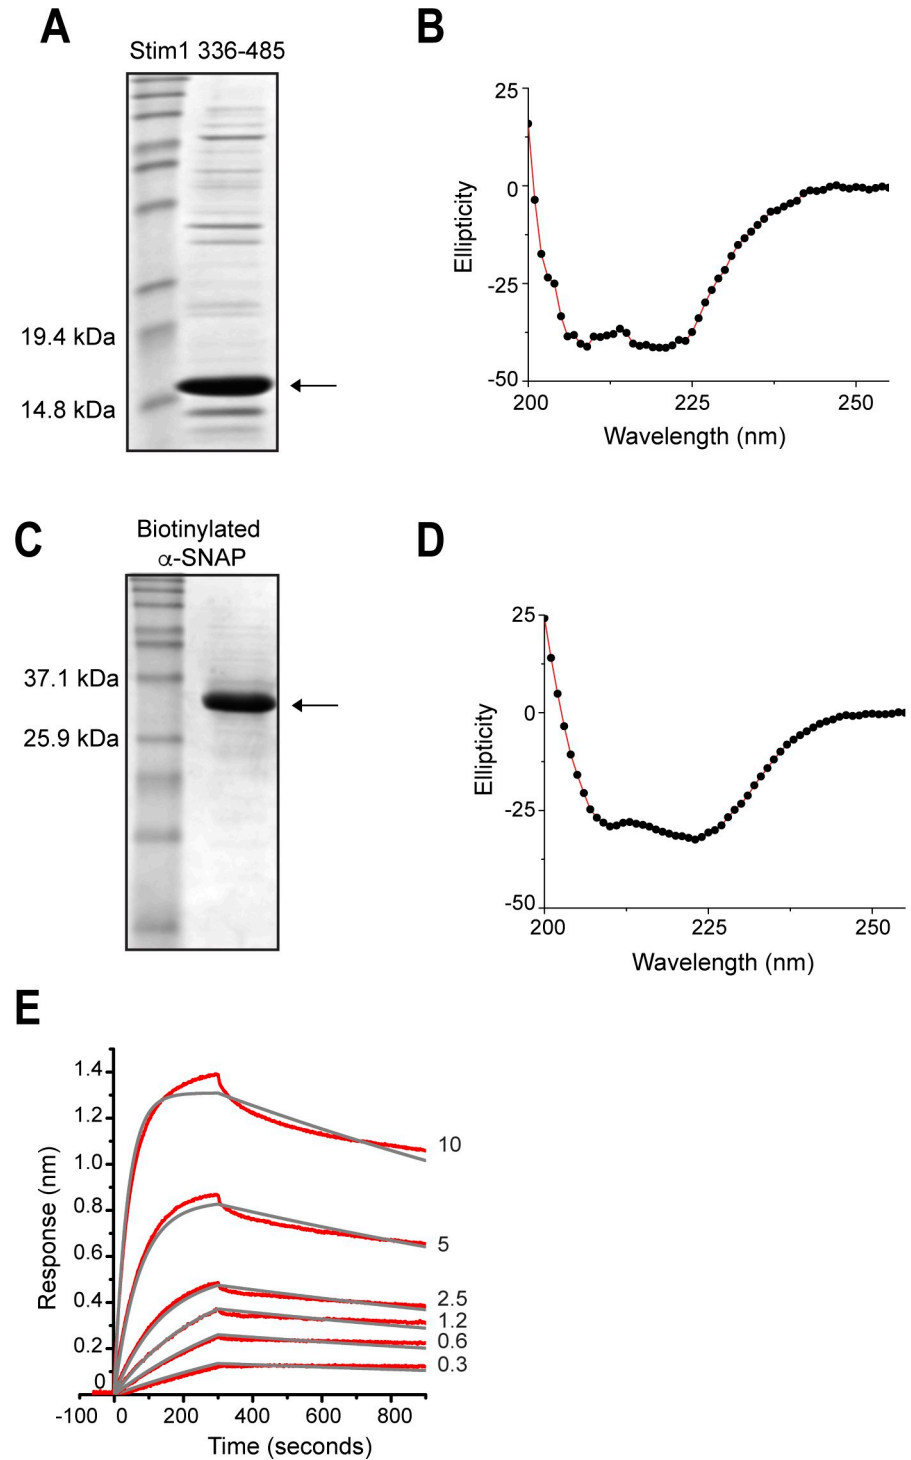 A
Stim1 336-485
19.4 kDa
14.8 kDa
B
25
0
-25
-50
200
225
250
Ellipticity
Wavelength (nm)
C
Biotinylated
α-SNAP
37.1 kDa
25.9 kDa
D
25
0
-25
-50
200
225
250
Ellipticity
Wavelength (nm)
E
1.4
1.2
1.0
0.8
0.6
0.4
0.2
0
Response (nm)
10
5
2.5
1.2
0.6
0.3
-100
0
200
400
600
800
Time (seconds)